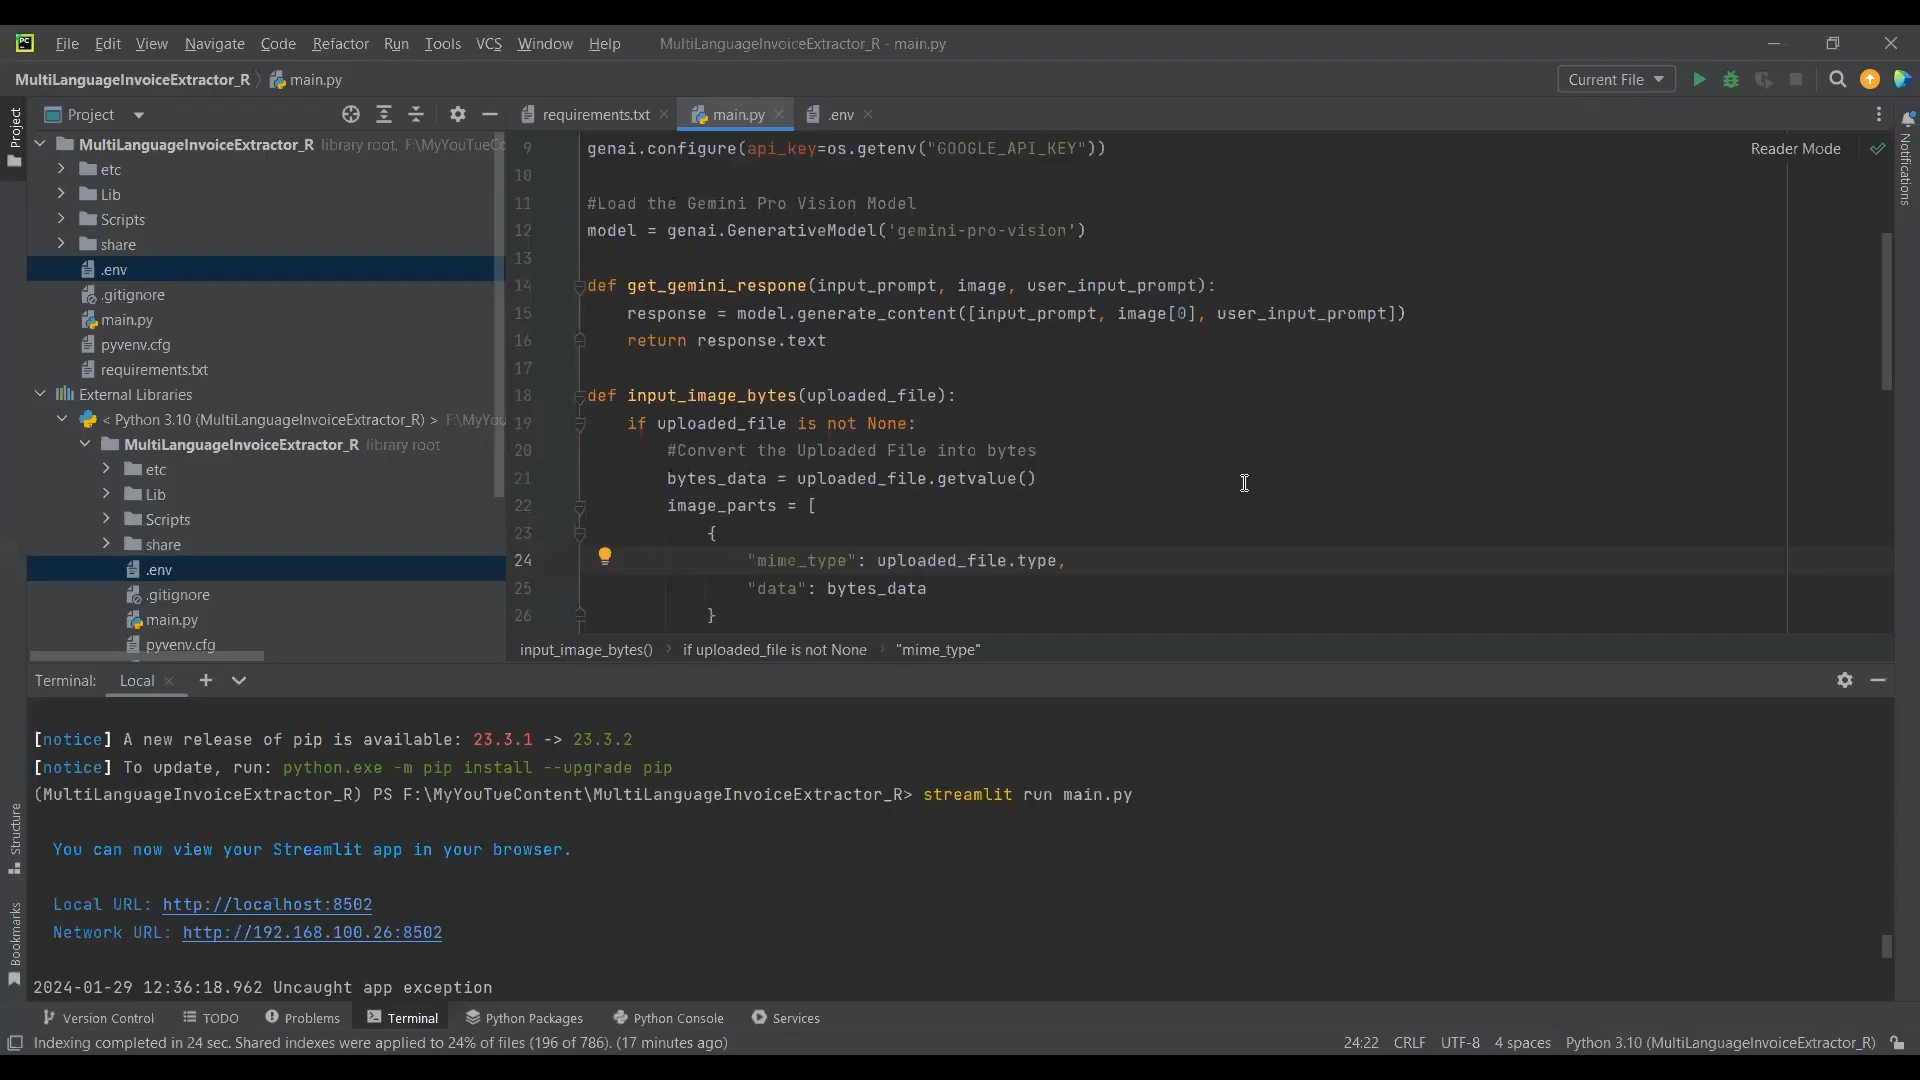 PC File Edit View Navigate Code Refactor Run Tools VCS Window Help MultiLanguageInvoiceExtractor_R - main.py
MultiLanguageInvoiceExtractor_R main.py Current File
Project Project requirements.txt main.py .env
MultiLanguageInvoiceExtractor_R library root, F:\MyYouTueCo
etc
Lib
Scripts
share
.env
.gitignore
main.py
pyvenv.cfg
requirements.txt
External Libraries
< Python 3.10 (MultiLanguageInvoiceExtractor_R) > F:\MyYou
MultiLanguageInvoiceExtractor_R library root
etc
Lib
Scripts
share
.env
.gitignore
main.py
pyvenv.cfg
9 genai.configure(api_key=os.getenv("GOOGLE_API_KEY"))
10
11 #Load the Gemini Pro Vision Model
12 model = genai.GenerativeModel('gemini-pro-vision')
13
14 def get_gemini_respone(input_prompt, image, user_input_prompt):
15 response = model.generate_content([input_prompt, image[0], user_input_prompt])
16 return response.text
17
18 def input_image_bytes(uploaded_file):
19 if uploaded_file is not None:
20 #Convert the Uploaded File into bytes
21 bytes_data = uploaded_file.getvalue()
22 image_parts = [
23 {
24 "mime_type": uploaded_file.type,
25 "data": bytes_data
26 }
Reader Mode
Notifications
input_image_bytes() › if uploaded_file is not None › "mime_type"
Terminal: Local
[notice] A new release of pip is available: 23.3.1 -> 23.3.2
[notice] To update, run: python.exe -m pip install --upgrade pip
(MultiLanguageInvoiceExtractor_R) PS F:\MyYouTueContent\MultiLanguageInvoiceExtractor_R> streamlit run main.py
You can now view your Streamlit app in your browser.
Local URL: http://localhost:8502
Network URL: http://192.168.100.26:8502
2024-01-29 12:36:18.962 Uncaught app exception
Structure
Bookmarks
Version Control TODO Problems Terminal Python Packages Python Console Services
Indexing completed in 24 sec. Shared indexes were applied to 24% of files (196 of 786). (17 minutes ago) 24:22 CRLF UTF-8 4 spaces Python 3.10 (MultiLanguageInvoiceExtractor_R)